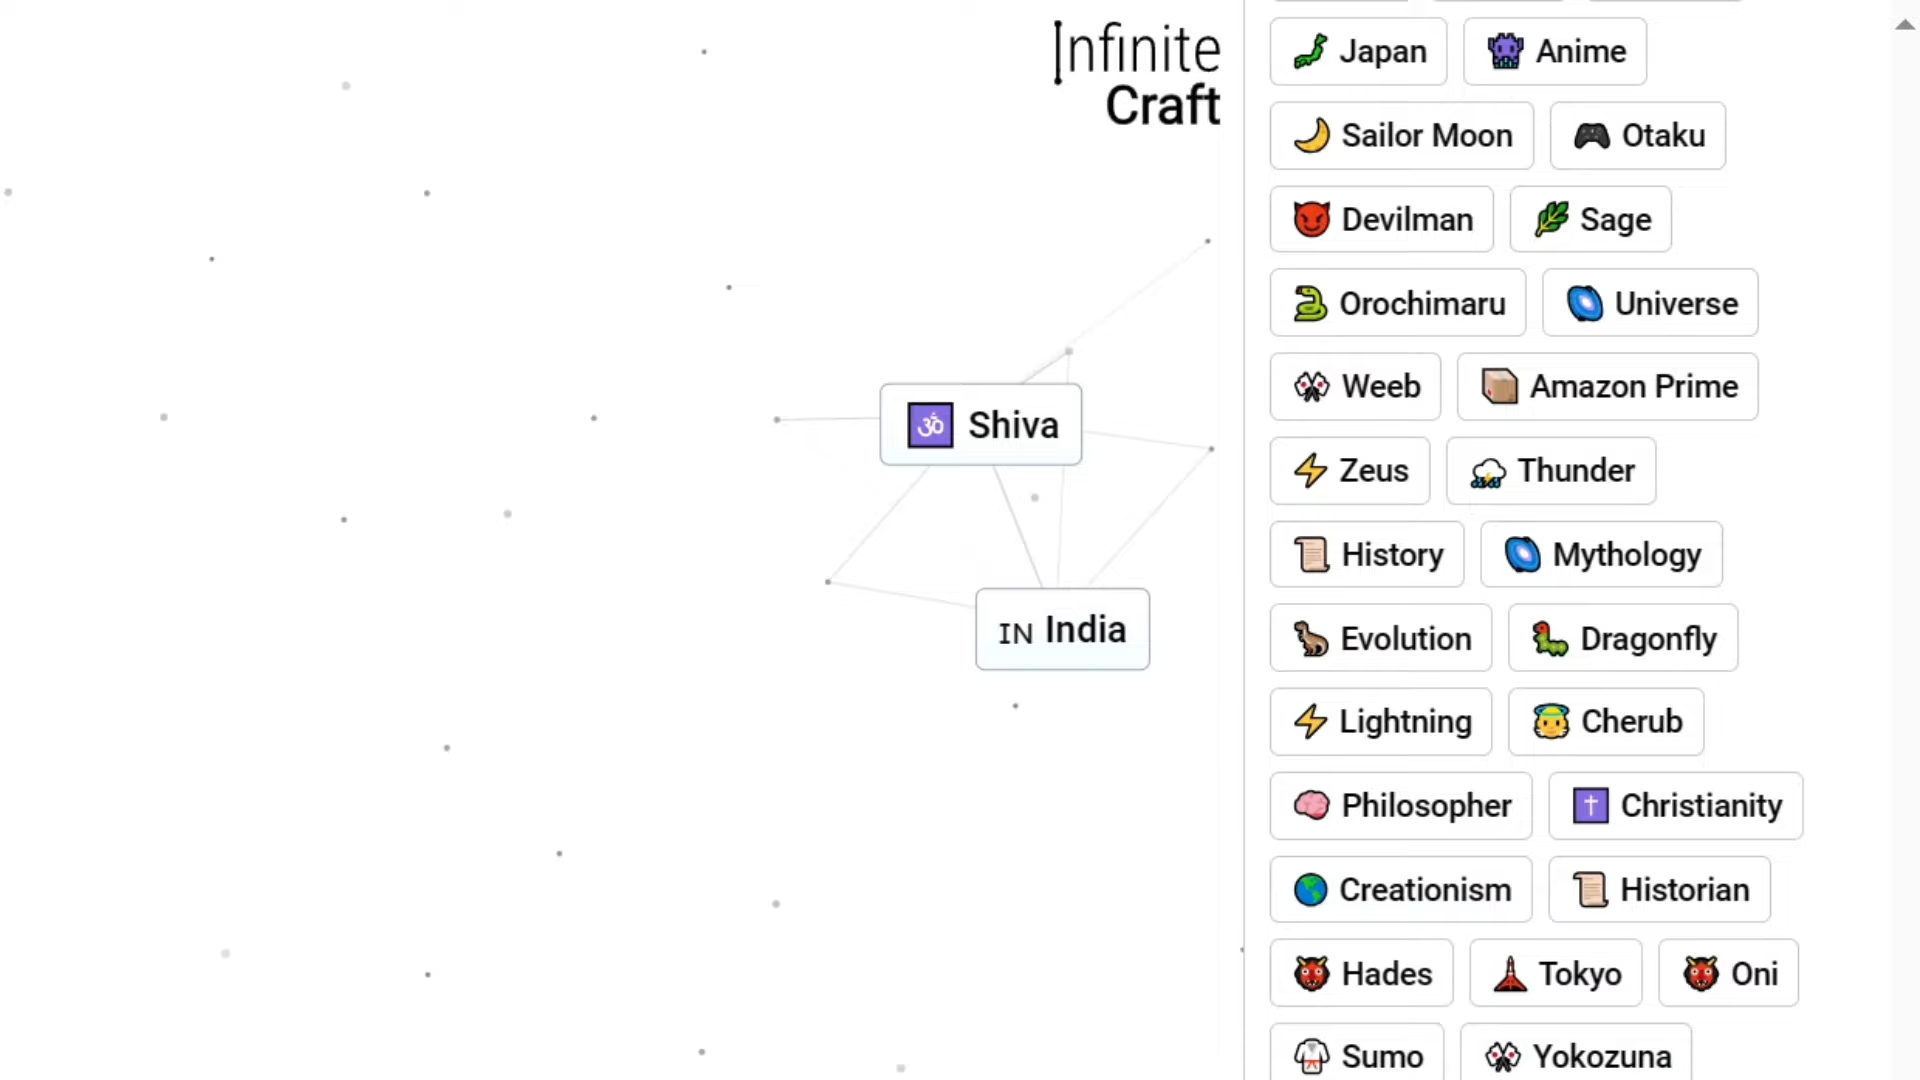 Infinite
Craft
Japan Anime
Sailor Moon Otaku
Devilman Sage
Orochimaru Universe
Weeb Amazon Prime
ॐ Shiva
Zeus Thunder
History Mythology
IN India
Evolution Dragonfly
Lightning Cherub
Philosopher Christianity
Creationism Historian
Hades Tokyo Oni
Sumo Yokozuna